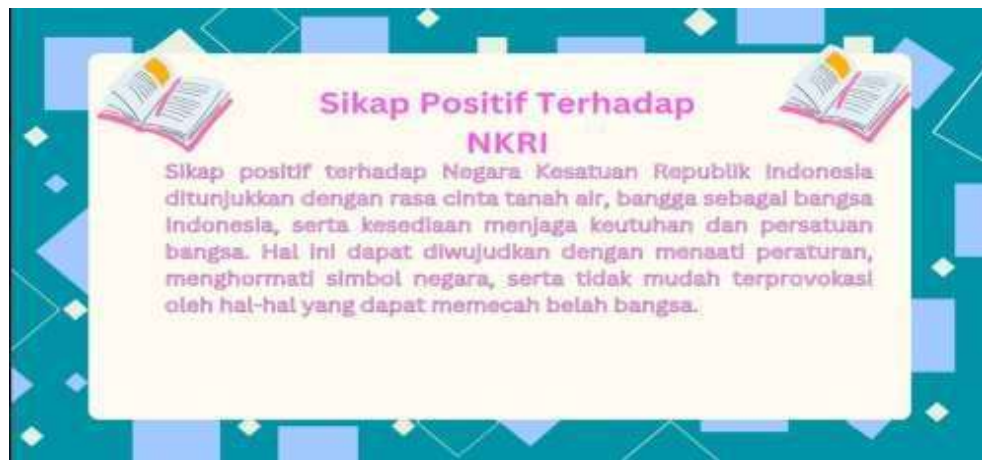 Sikap Positif Terhadap
NKRI
Sikap positif terhadap Negara Kesatuan Republik Indonesia
ditunjukkan dengan rasa cinta tanah air, bangga sebagai bangsa
Indonesia, serta kesediaan menjaga keutuhan dan persatuan
bangsa. Hal ini dapat diwujudkan dengan menaati peraturan,
menghormati simbol negara, serta tidak mudah terprovokasi
oleh hal-hal yang dapat memecah belah bangsa.